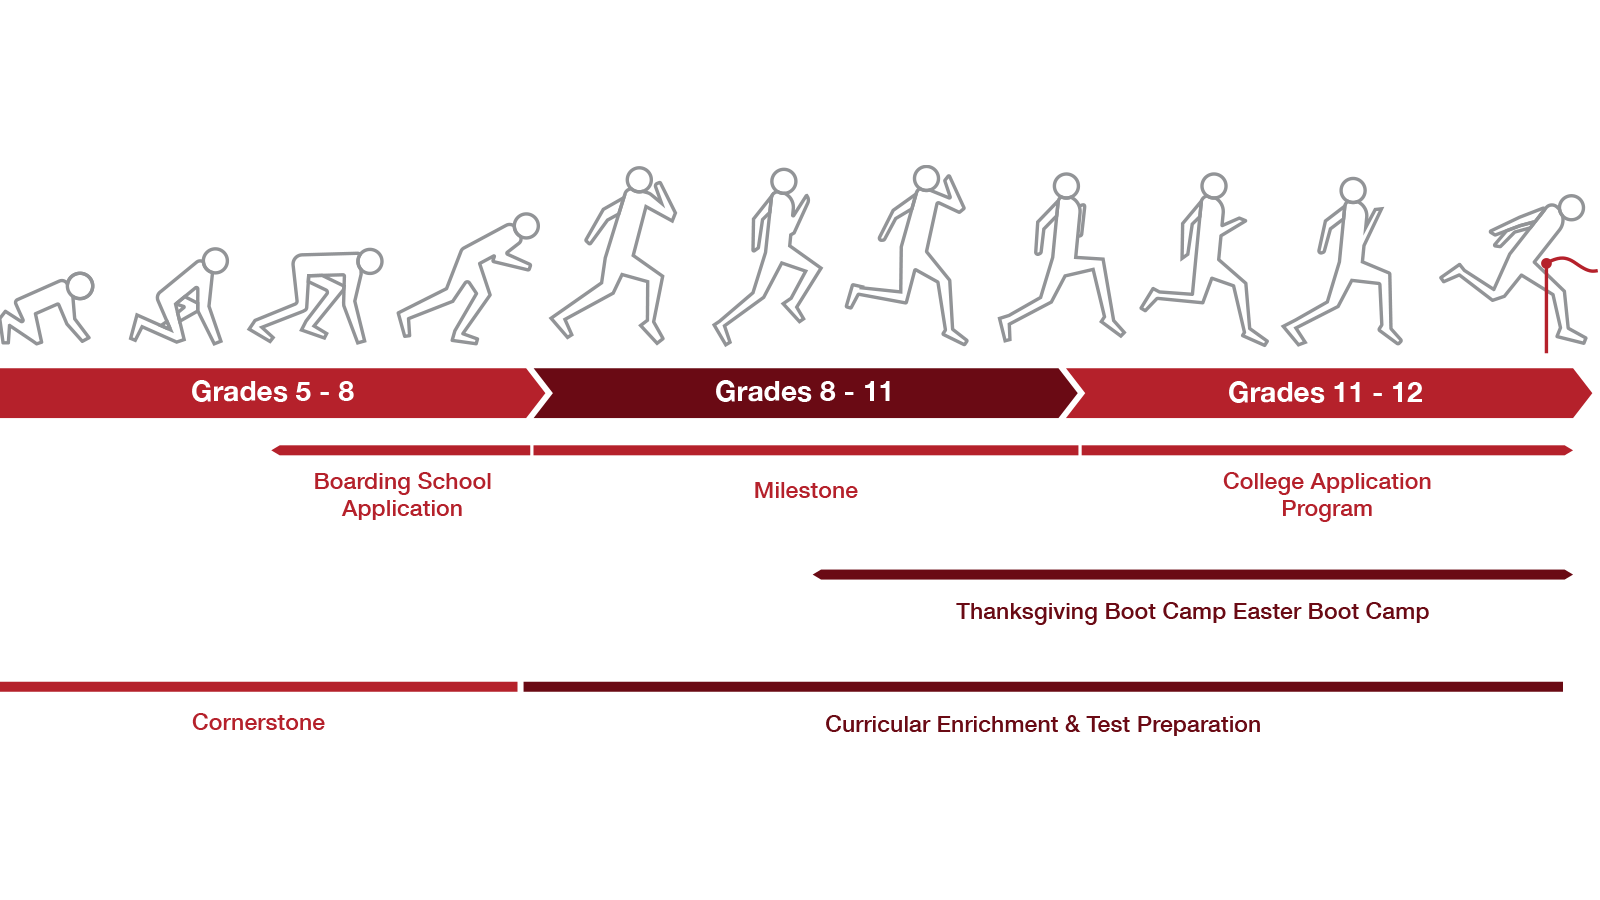 Grades 5 - 8
Grades 8 - 11
Grades 11 - 12
Boarding School
Application
Milestone
College Application
Program
Thanksgiving Boot Camp Easter Boot Camp
Cornerstone
Curricular Enrichment & Test Preparation